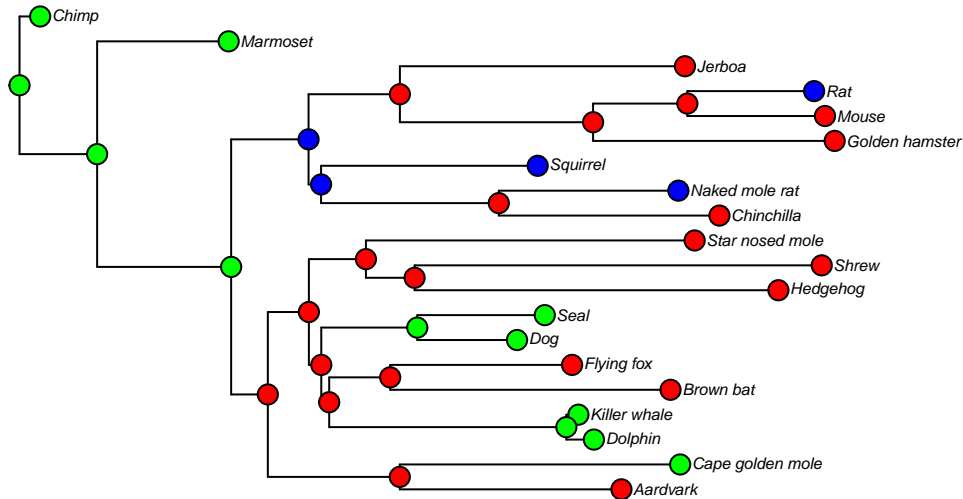 Chimp
Marmoset
Jerboa
Rat
Mouse
Golden hamster
Squirrel
Naked mole rat
Chinchilla
Star nosed mole
Shrew
Hedgehog
Seal
Dog
Flying fox
Brown bat
Killer whale
Dolphin
Cape golden mole
Aardvark